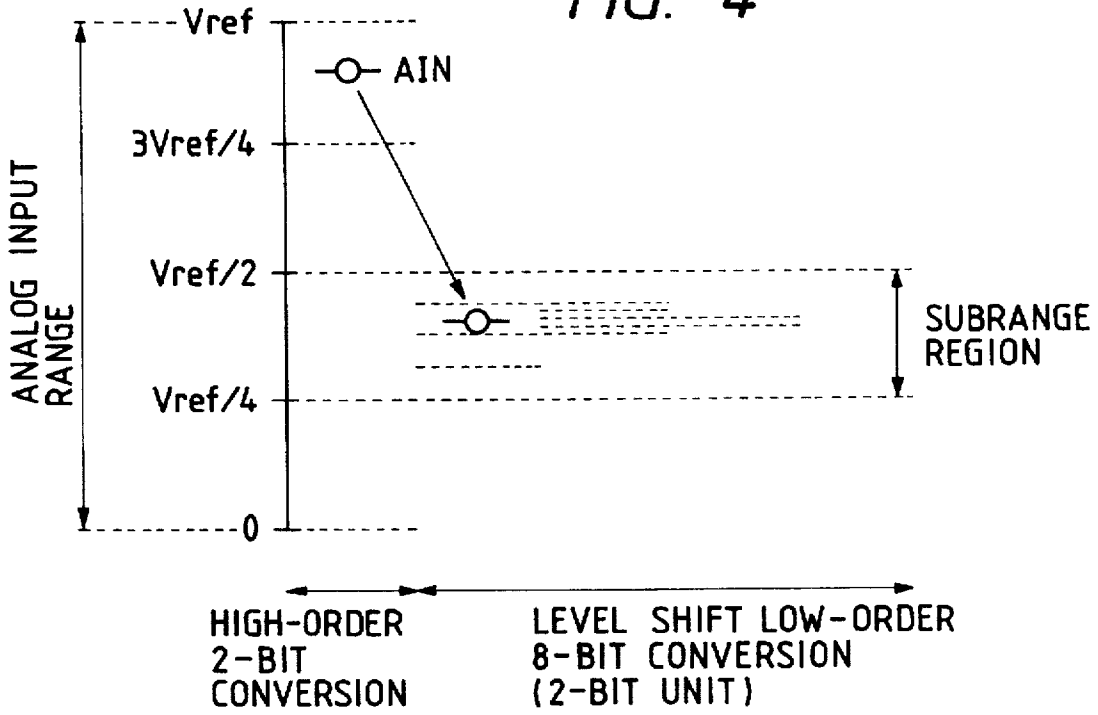 FIG. 4
Vref
AIN
3Vref/4
ANALOG INPUT
RANGE
Vref/2
SUBRANGE
REGION
Vref/4
0
HIGH-ORDER
2-BIT
CONVERSION
LEVEL SHIFT LOW-ORDER
8-BIT CONVERSION
(2-BIT UNIT)